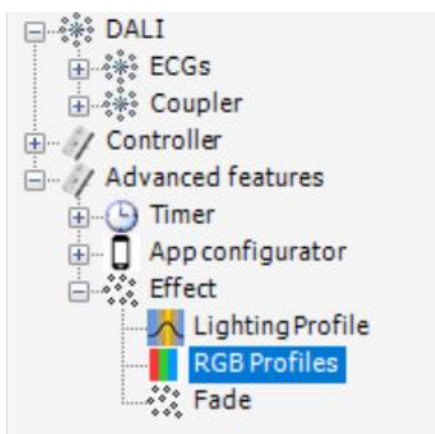 DALI
ECGs
Coupler
Controller
Advanced features
Timer
App configurator
Effect
Lighting Profile
RGB Profiles
Fade